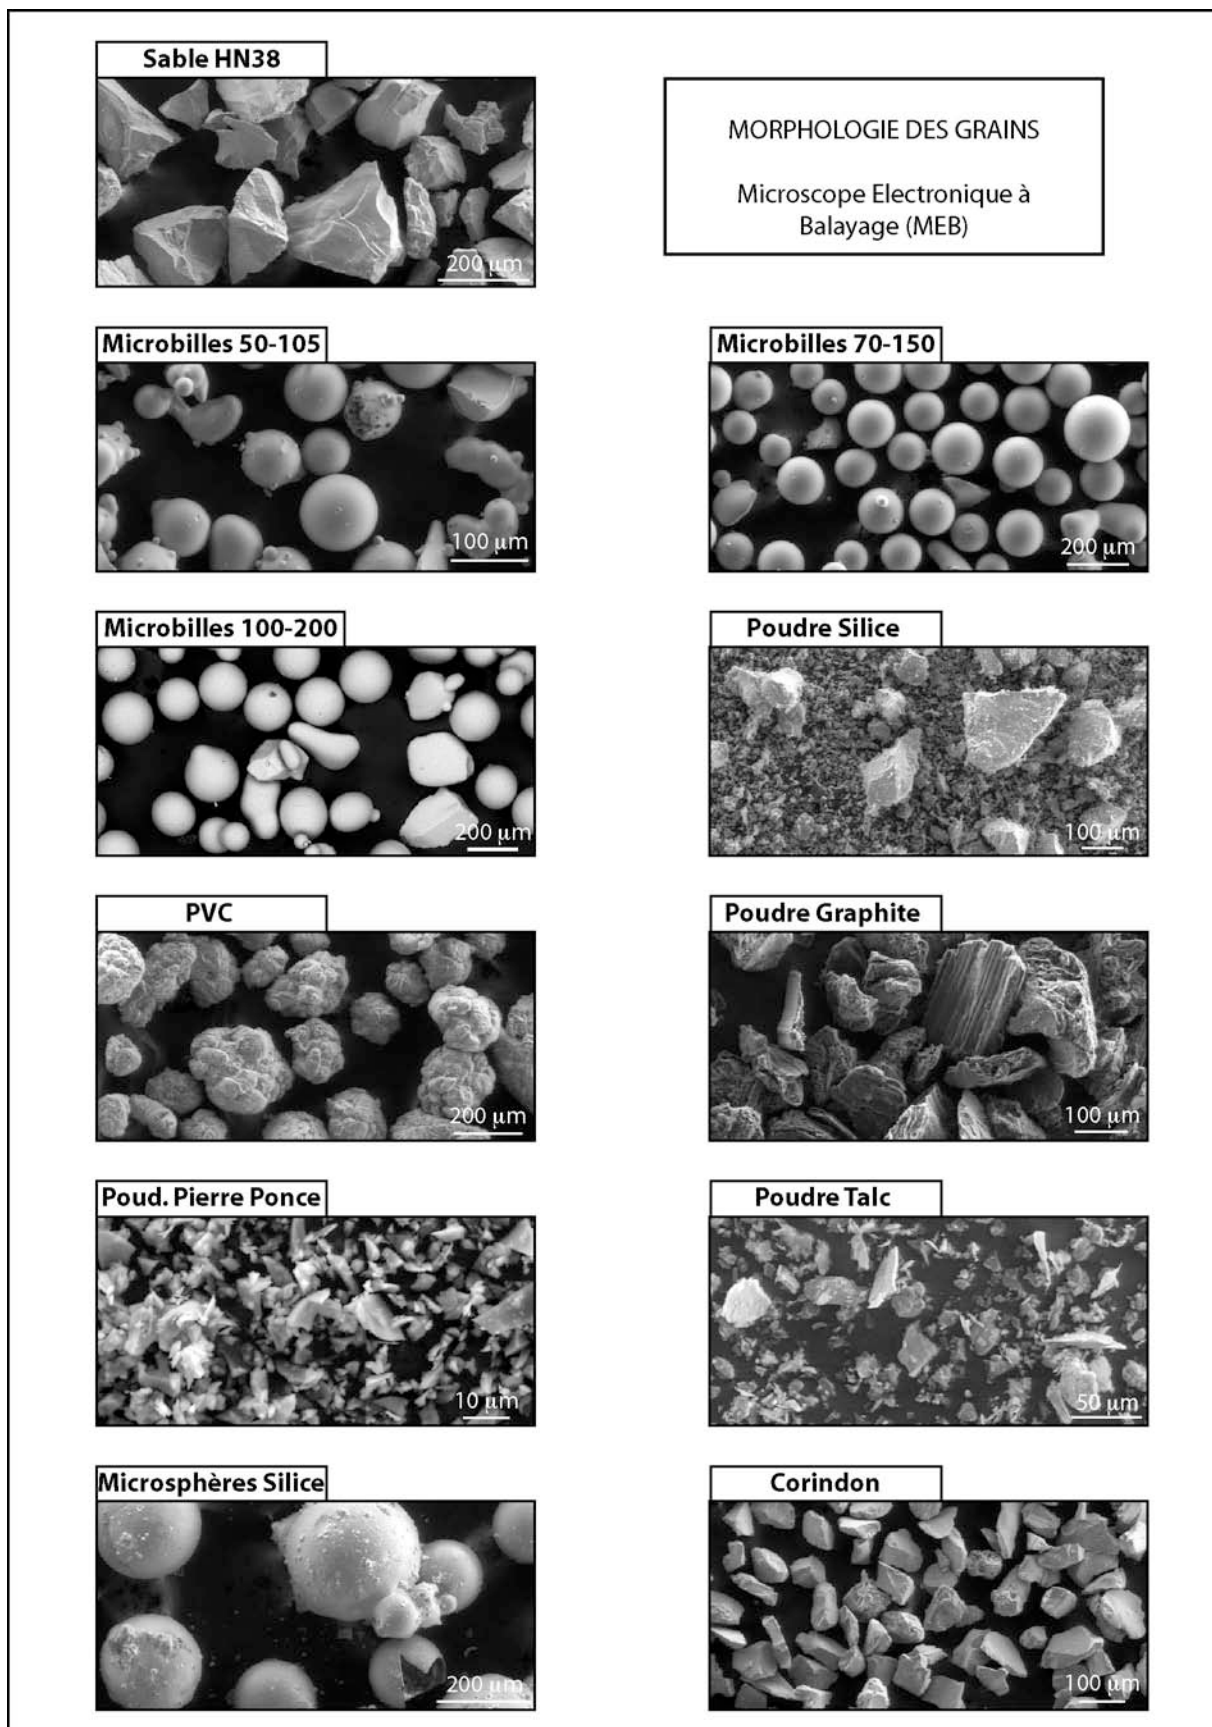 Sable HN38
200 μm
MORPHOLOGIE DES GRAINS
Microscope Electronique à
Balayage (MEB)
Microbilles 50-105
100 μm
Microbilles 70-150
200 μm
Microbilles 100-200
200 μm
Poudre Silice
100 μm
PVC
200 μm
Poudre Graphite
100 μm
Poud. Pierre Ponce
10 μm
Poudre Talc
50 μm
Microsphères Silice
200 μm
Corindon
100 μm